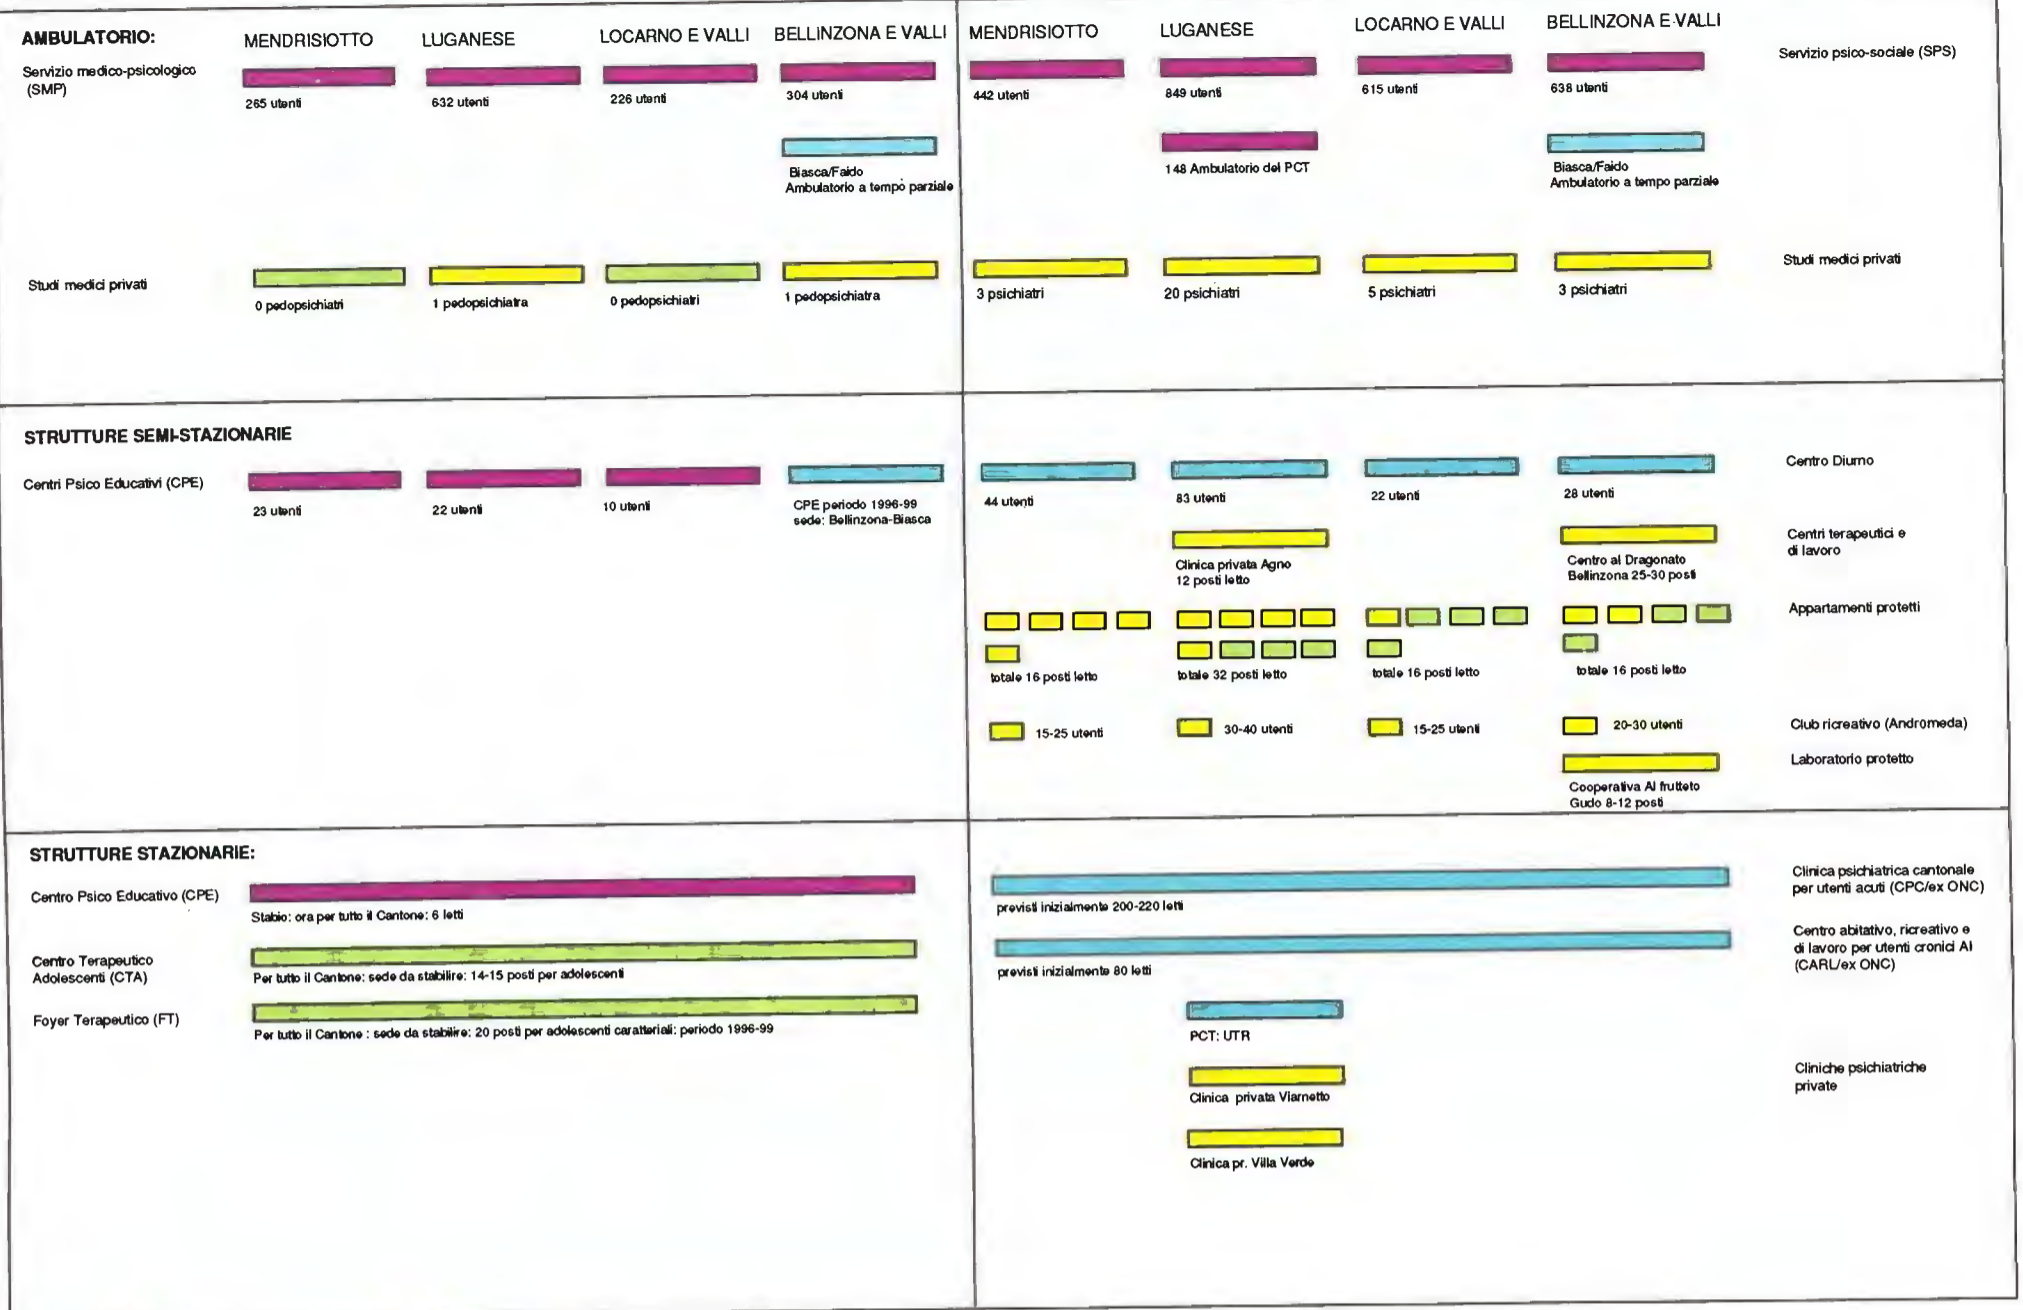 AMBULATORIO:
MENDRISIOTTO
LUGANESE
LOCARNO E VALLI
BELLINZONA E VALLI
Servizio medico-psicologico
(SMP)
265 utenti
632 utenti
226 utenti
304 utenti
Biasca/Faido
Ambulatorio a tempo parziale
Studi medici privati
0 pedopsichiatri
1 pedopsichiatra
0 pedopsichiatri
1 pedopsichiatra
MENDRISIOTTO
LUGANESE
LOCARNO E VALLI
BELLINZONA E VALLI
Servizio psico-sociale (SPS)
442 utenti
849 utenti
615 utenti
638 utenti
148 Ambulatorio del PCT
Biasca/Faido
Ambulatorio a tempo parziale
Studi medici privati
3 psichiatri
20 psichiatri
5 psichiatri
3 psichiatri
STRUTTURE SEMI-STAZIONARIE
Centri Psico Educativi (CPE)
23 utenti
22 utenti
10 utenti
CPE periodo 1996-99
sede: Bellinzona-Biasca
Centro Diurno
44 utenti
83 utenti
22 utenti
28 utenti
Centri terapeutici e
di lavoro
Clinica privata Agno
12 posti letto
Centro al Dragonato
Bellinzona 25-30 posti
Appartamenti protetti
totale 16 posti letto
totale 32 posti letto
totale 16 posti letto
totale 16 posti letto
15-25 utenti
30-40 utenti
15-25 utenti
20-30 utenti
Club ricreativo (Andromeda)
Laboratorio protetto
Cooperativa Al frutteto
Gudo 8-12 posti
STRUTTURE STAZIONARIE:
Centro Psico Educativo (CPE)
Stabio: ora per tutto il Cantone: 6 letti
Centro Terapeutico
Adolescenti (CTA)
Per tutto il Cantone: sede da stabilire: 14-15 posti per adolescenti
Foyer Terapeutico (FT)
Per tutto il Cantone : sede da stabilire: 20 posti per adolescenti caratteriali: periodo 1996-99
Clinica psichiatrica cantonale
per utenti acuti (CPC/ex ONC)
previsti inizialmente 200-220 letti
Centro abitativo, ricreativo e
di lavoro per utenti cronici AI
(CARL/ex ONC)
previsti inizialmente 80 letti
PCT: UTR
Cliniche psichiatriche
private
Clinica privata Viarnetto
Clinica pr. Villa Verde